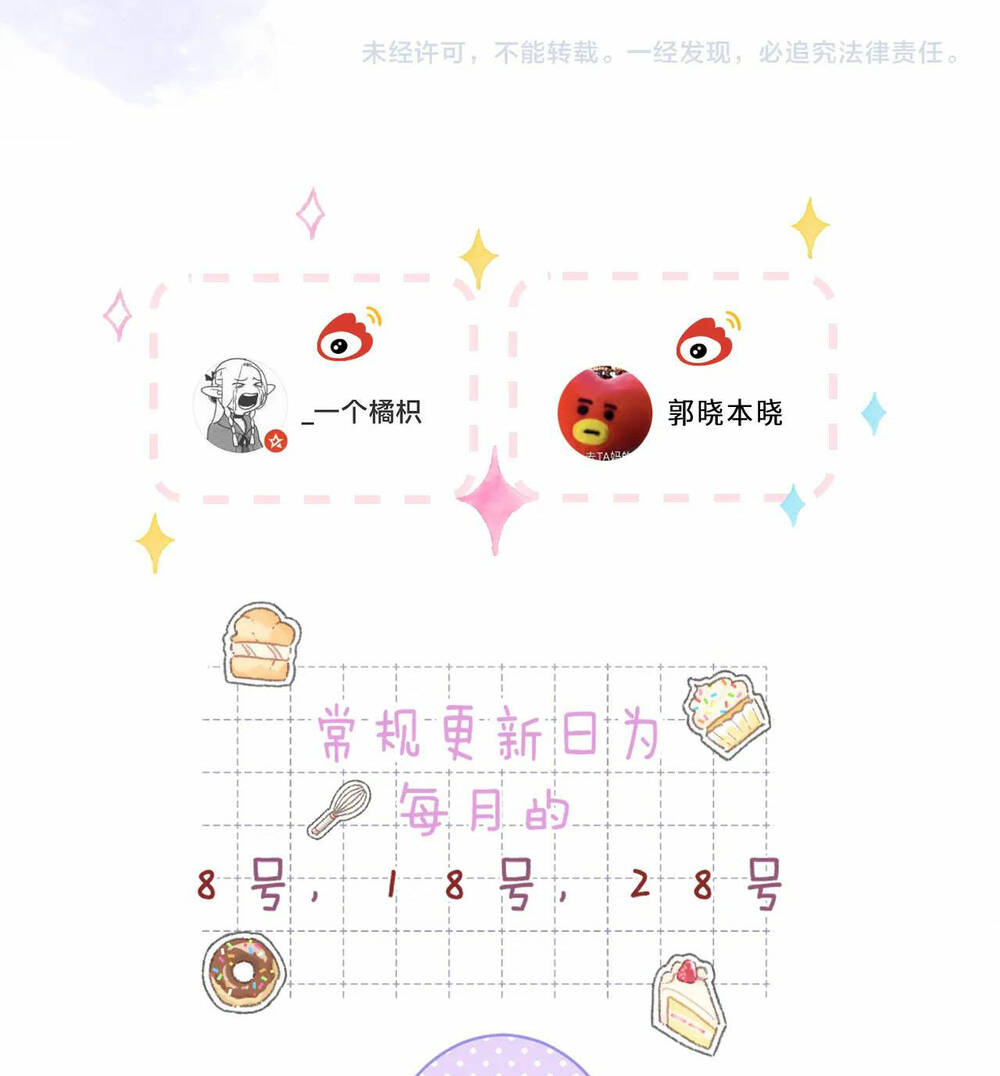 未经许可，不能转载。一经发现，必追究法律责任。
_一个橘枳
郭晓本晓
常规更新日为
每月的
8号，18号，28号